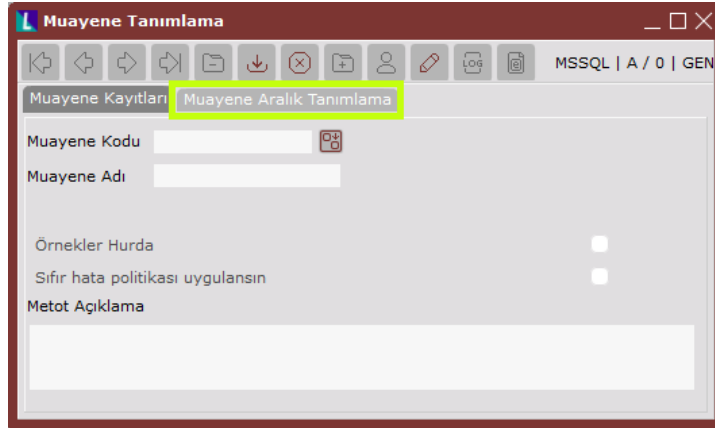 Muayene Tanımlama
LOG
MSSQL | A / 0 | GEN
Muayene Kayıtları Muayene Aralık Tanımlama
Muayene Kodu
Muayene Adı
Örnekler Hurda
Sıfır hata politikası uygulansın
Metot Açıklama